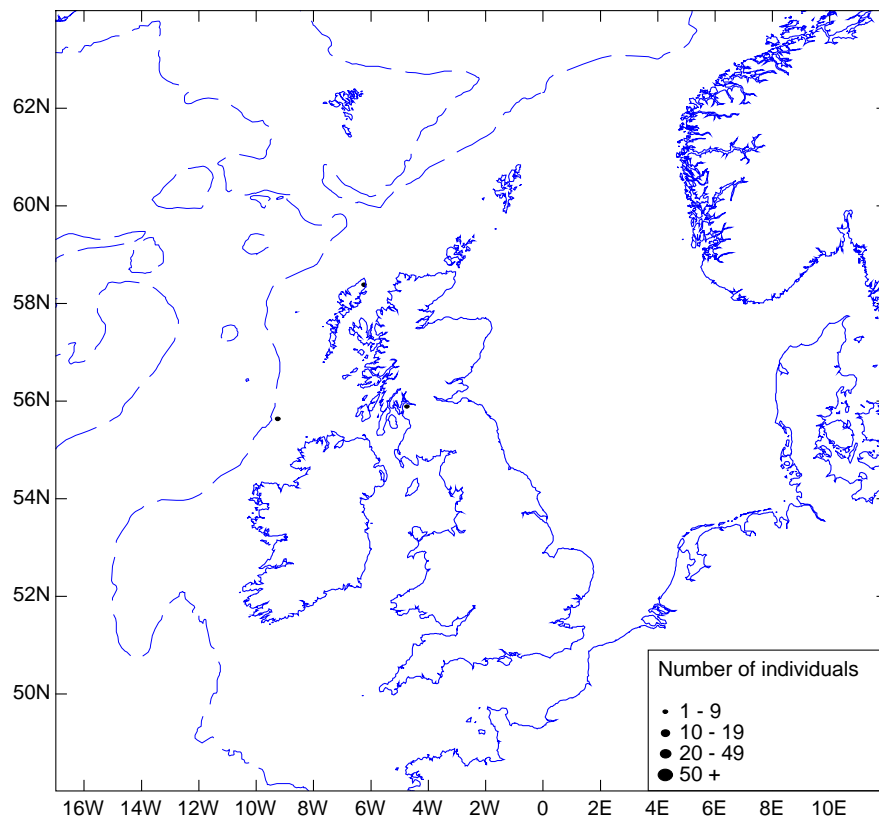 62N
60N
58N
56N
54N
52N
50N
Number of individuals
1 - 9
10 - 19
20 - 49
50 +
16W 14W 12W 10W 8W 6W 4W 2W 0 2E 4E 6E 8E 10E